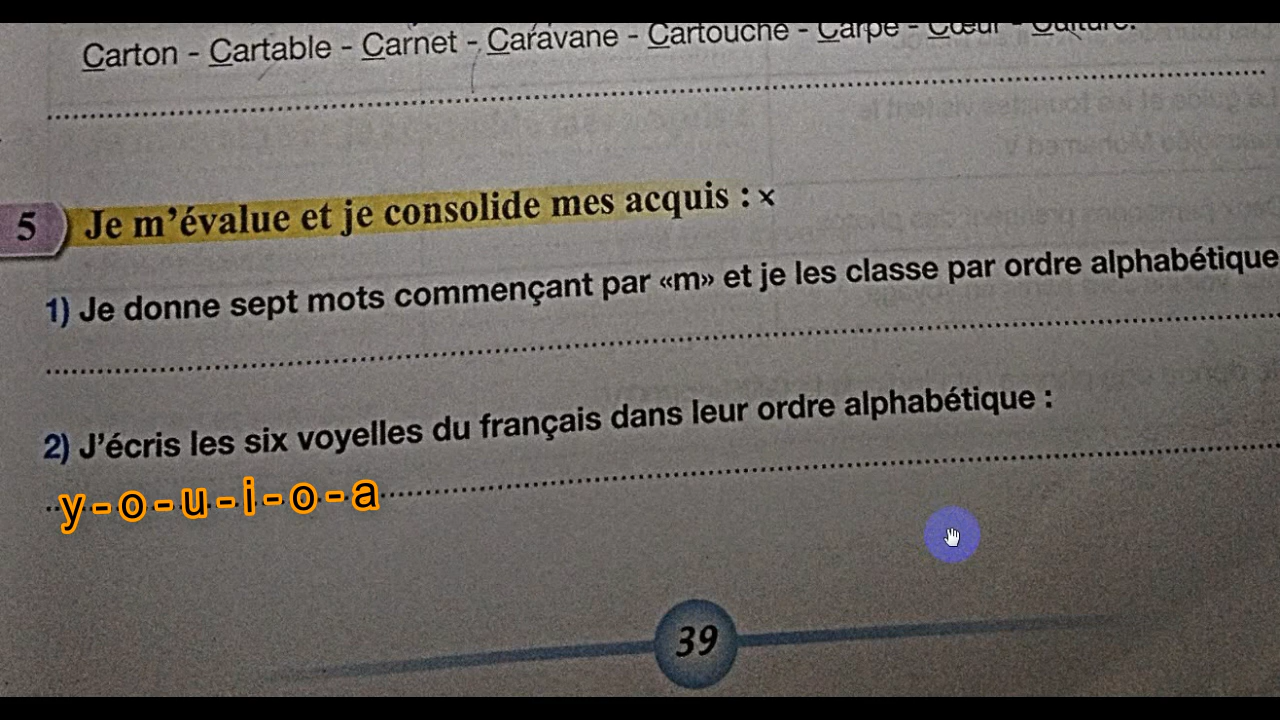 Carton - Cartable - Carnet - Caravane - Cartouche - Carpe - Cœur - Culture.
5 Je m'évalue et je consolide mes acquis : ×
1) Je donne sept mots commençant par «m» et je les classe par ordre alphabétique
2) J'écris les six voyelles du français dans leur ordre alphabétique :
y - o - u - i - o - a
39